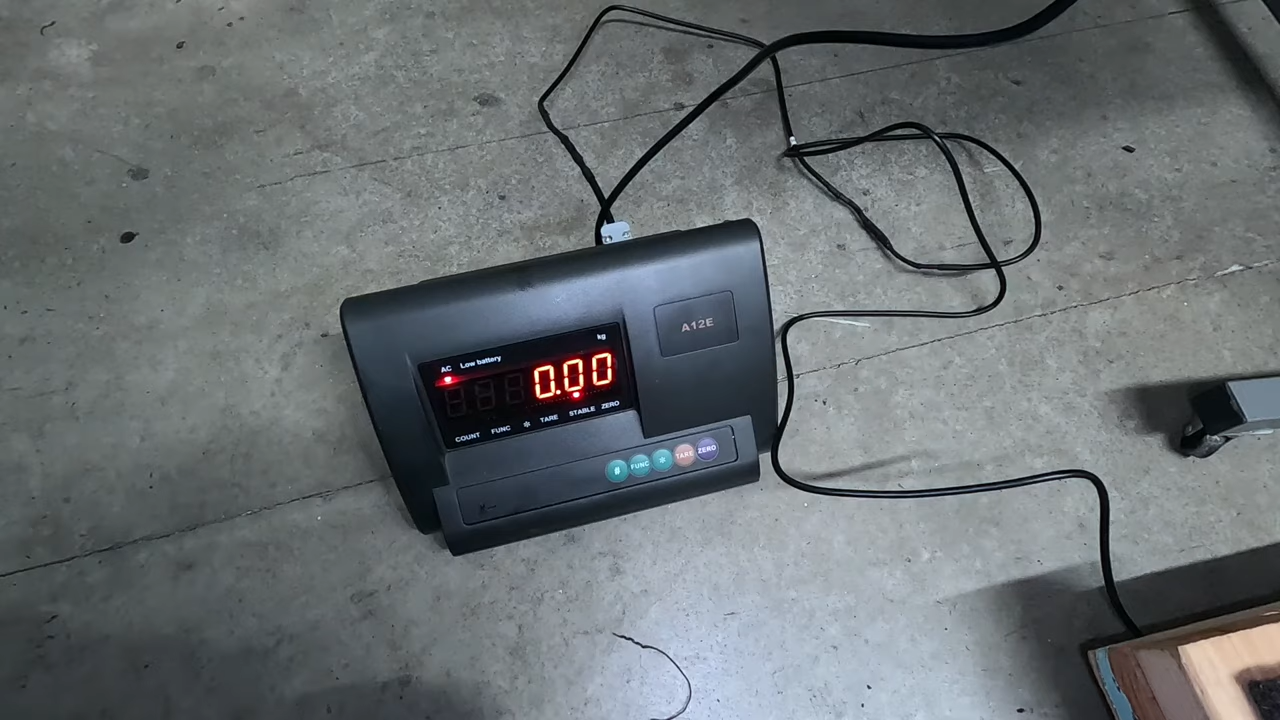 A12E
kg
AC Low battery
0.00
COUNT FUNC * TARE STABLE ZERO
# FUNC * TARE ZERO